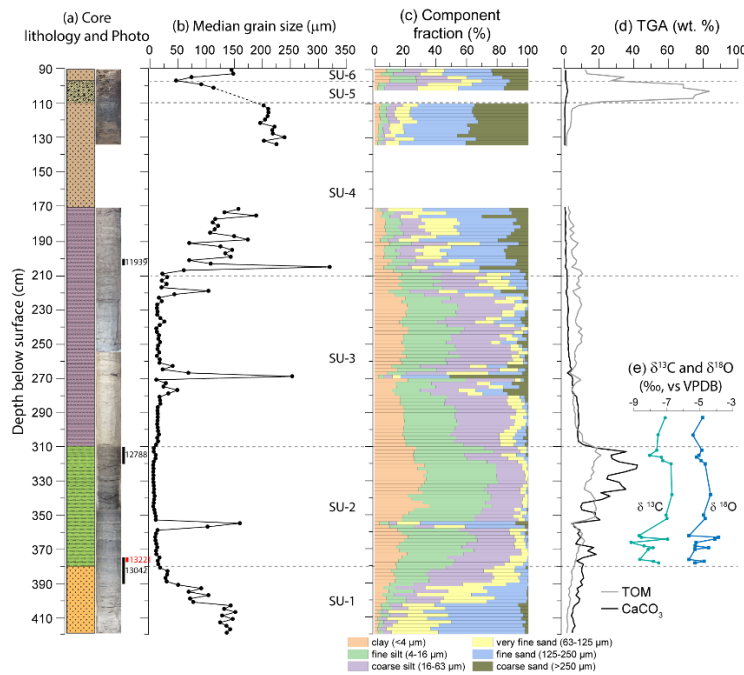 (a) Core
lithology and Photo
(b) Median grain size (μm)
(c) Component
fraction (%)
(d) TGA (wt. %)
0 50 100 150 200 250 300 350
0 20 40 60 80 100
0 20 40 60 80 100
Depth below surface (cm)
90
110
130
150
170
190
210
230
250
270
290
310
330
350
370
390
410
11939
12788
1322
13042
SU-6
SU-5
SU-4
SU-3
SU-2
SU-1
(e) δ13C and δ18O
(‰, vs VPDB)
-9 -7 -5 -3
δ 13C
δ 18O
TOM
CaCO3
clay (<4 μm)
fine silt (4-16 μm)
coarse silt (16-63 μm)
very fine sand (63-125 μm)
fine sand (125-250 μm)
coarse sand (>250 μm)